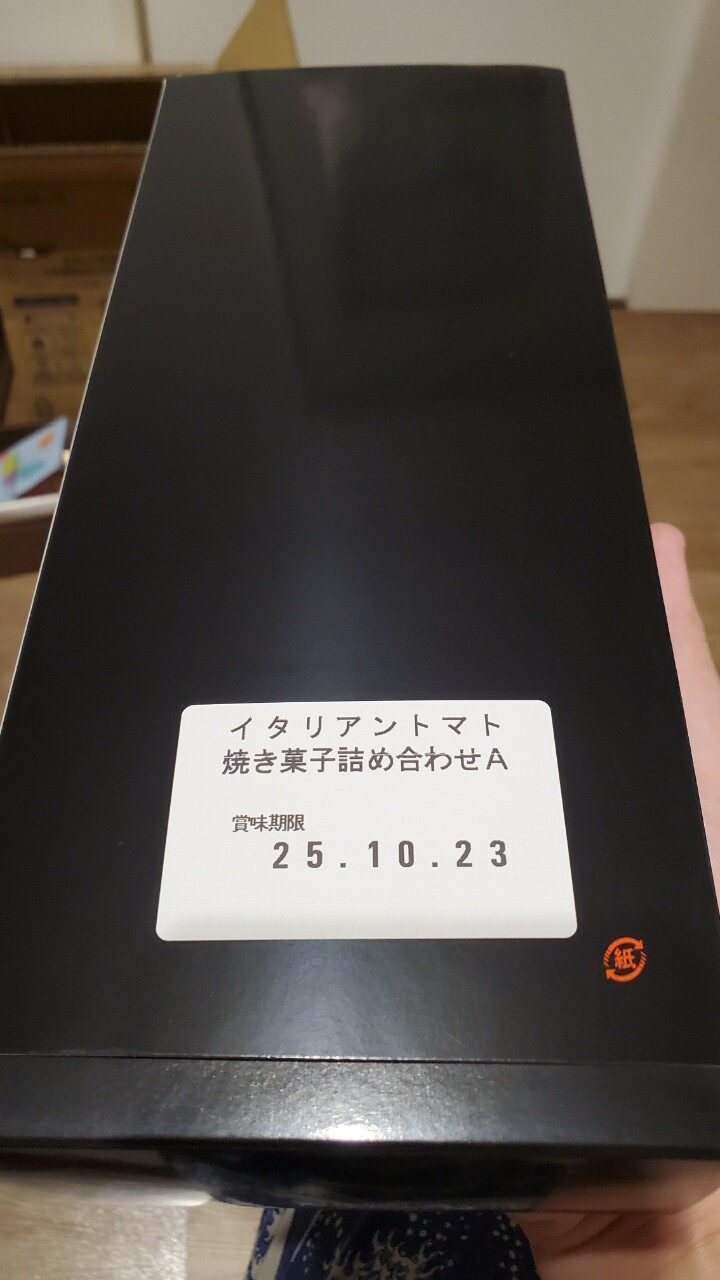 イタリアントマト
焼き菓子詰め合わせA
賞味期限
25.10.23
紙